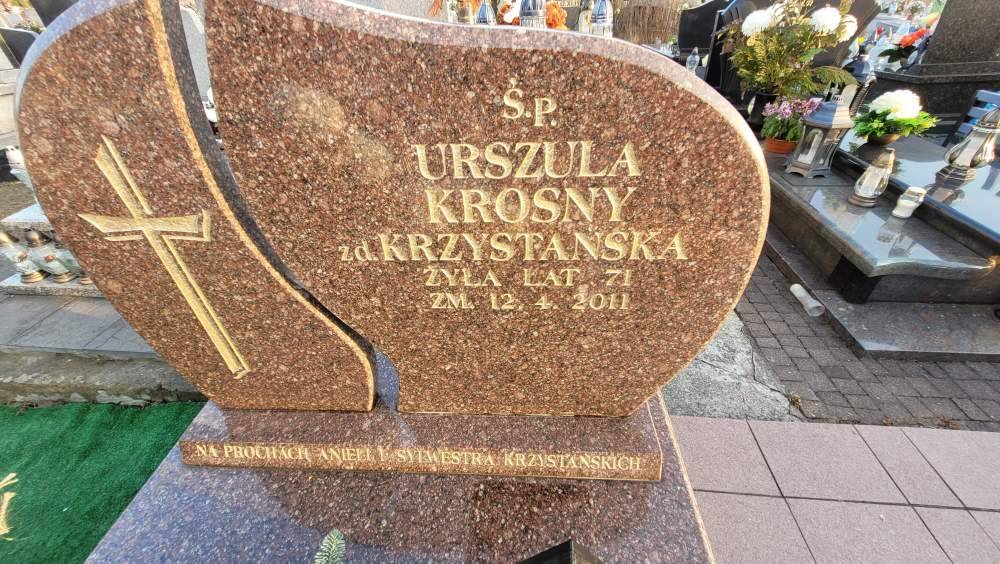 Ś.P.
URSZULA
KROSNY
zd. KRZYSTAŃSKA
ŻYŁA LAT 71
ZM. 12. 4. 2011
NA PROCHACH ANIELI I SYLWESTRA KRZYSTAŃSKICH